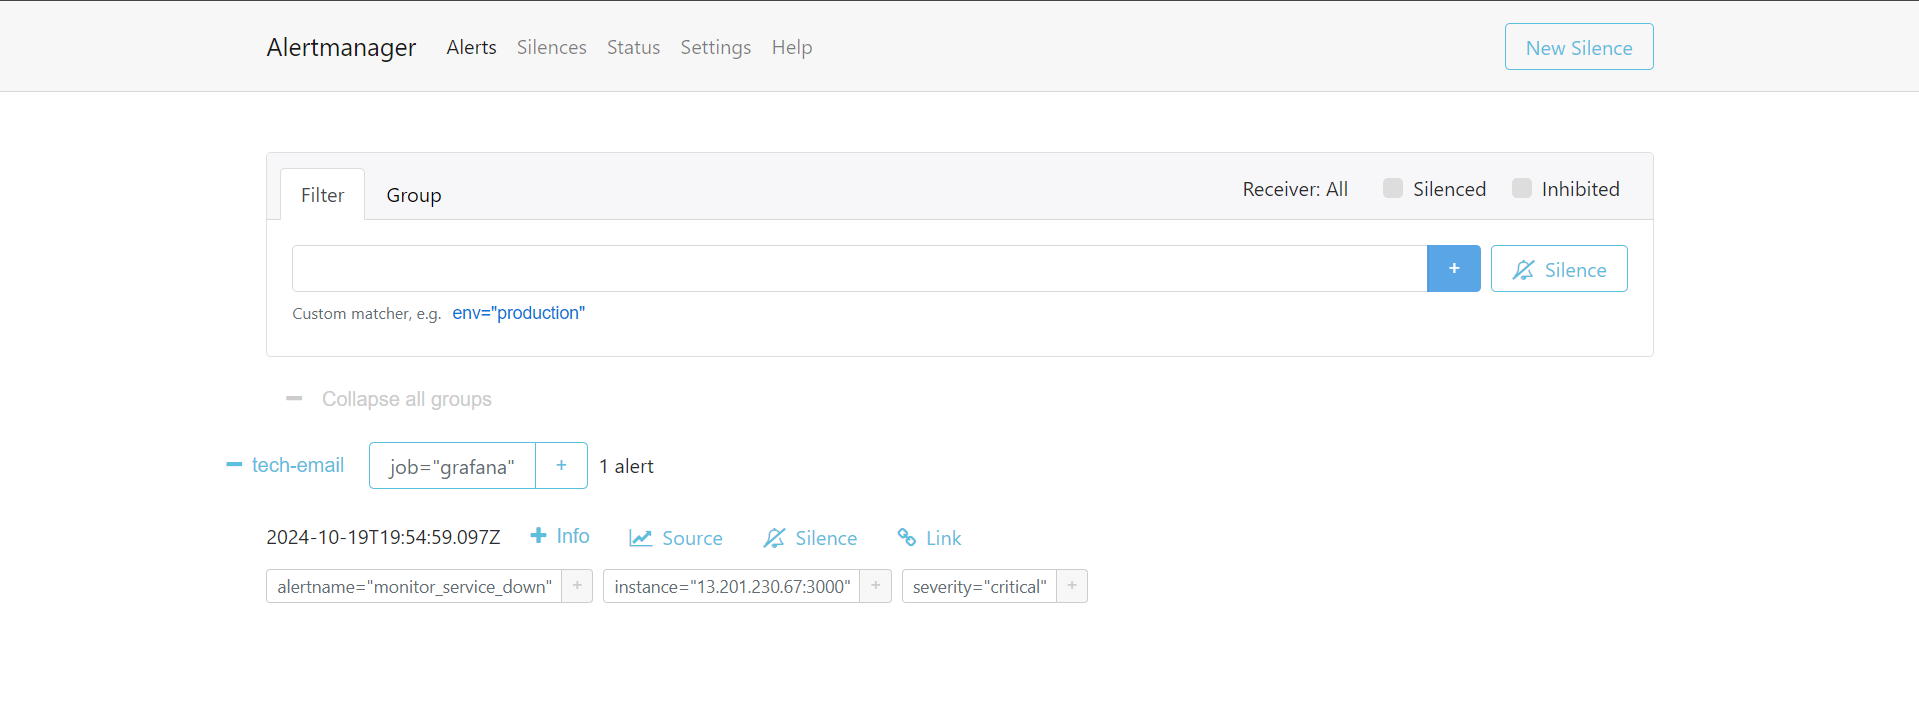 Alertmanager Alerts Silences Status Settings Help New Silence
Filter Group Receiver: All Silenced Inhibited
+ Silence
Custom matcher, e.g. env="production"
Collapse all groups
tech-email job="grafana" + 1 alert
2024-10-19T19:54:59.097Z Info Source Silence Link
alertname="monitor_service_down" + instance="13.201.230.67:3000" + severity="critical" +